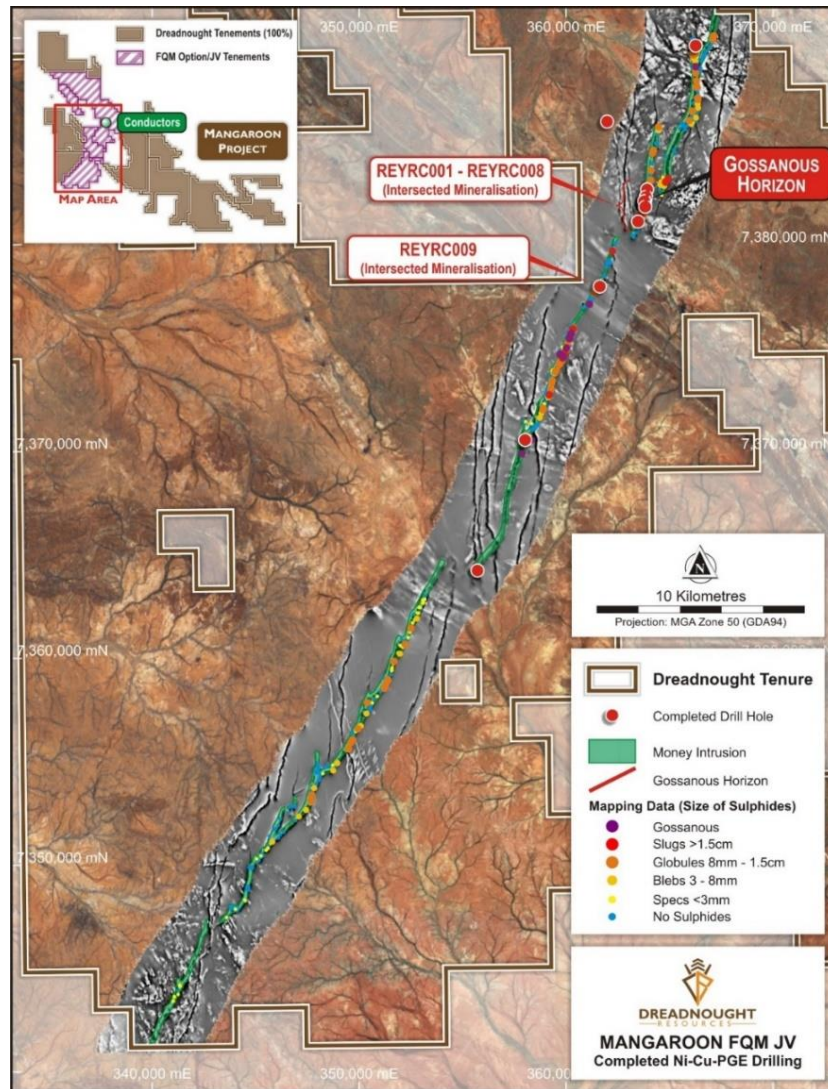 350,000 mE
360,000 mE
370,000 mE
Dreadnought Tenements (100%)
FQM Option/JV Tenements
Conductors
MANGAROON
PROJECT
MAP AREA
REYRC001 - REYRC008
(Intersected Mineralisation)
GOSSANOUS
HORIZON
REYRC009
(Intersected Mineralisation)
7,380,000 mN
7,370,000 mN
7,370,000 mN
N
10 Kilometres
Projection: MGA Zone 50 (GDA94)
7,360,000 mN
Dreadnought Tenure
Completed Drill Hole
Money Intrusion
Gossanous Horizon
Mapping Data (Size of Sulphides)
Gossanous
Slugs >1.5cm
Globules 8mm - 1.5cm
Blebs 3 - 8mm
Specs <3mm
No Sulphides
7,350,000 mN
DREADNOUGHT
RESOURCES
MANGAROON FQM JV
Completed Ni-Cu-PGE Drilling
340,000 mE
350,000 mE
360,000 mE